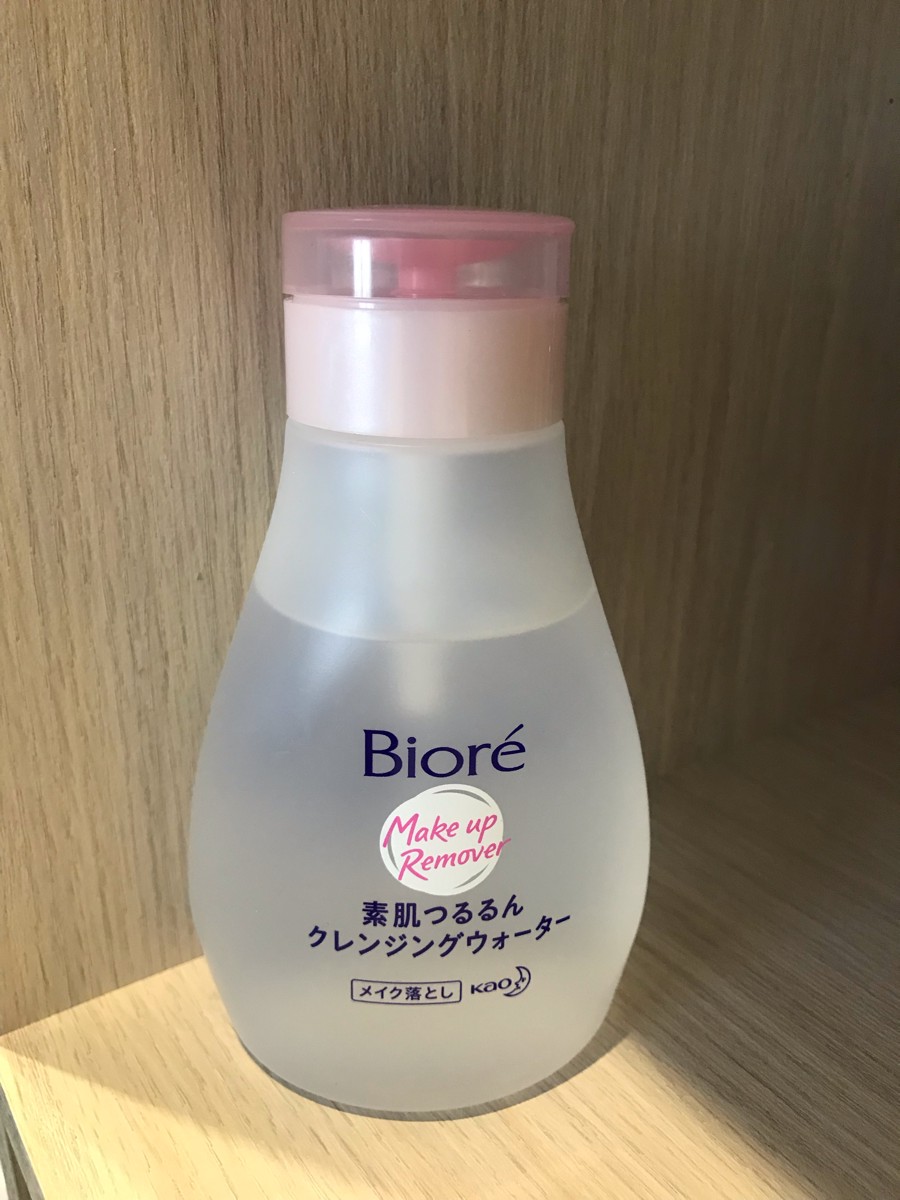 Bioré
Make up
Remover
素肌つるるん
クレンジングウォーター
メイク落とし Kao